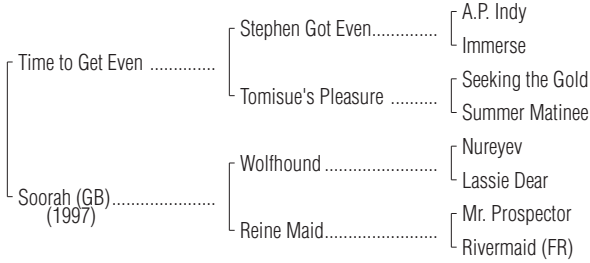 A.P. Indy
Stephen Got Even..............
Immerse
Time to Get Even ..............
Seeking the Gold
Tomisue's Pleasure ..........
Summer Matinee
Nureyev
Wolfhound ........................
Lassie Dear
Soorah (GB)......................
(1997)
Mr. Prospector
Reine Maid........................
Rivermaid (FR)